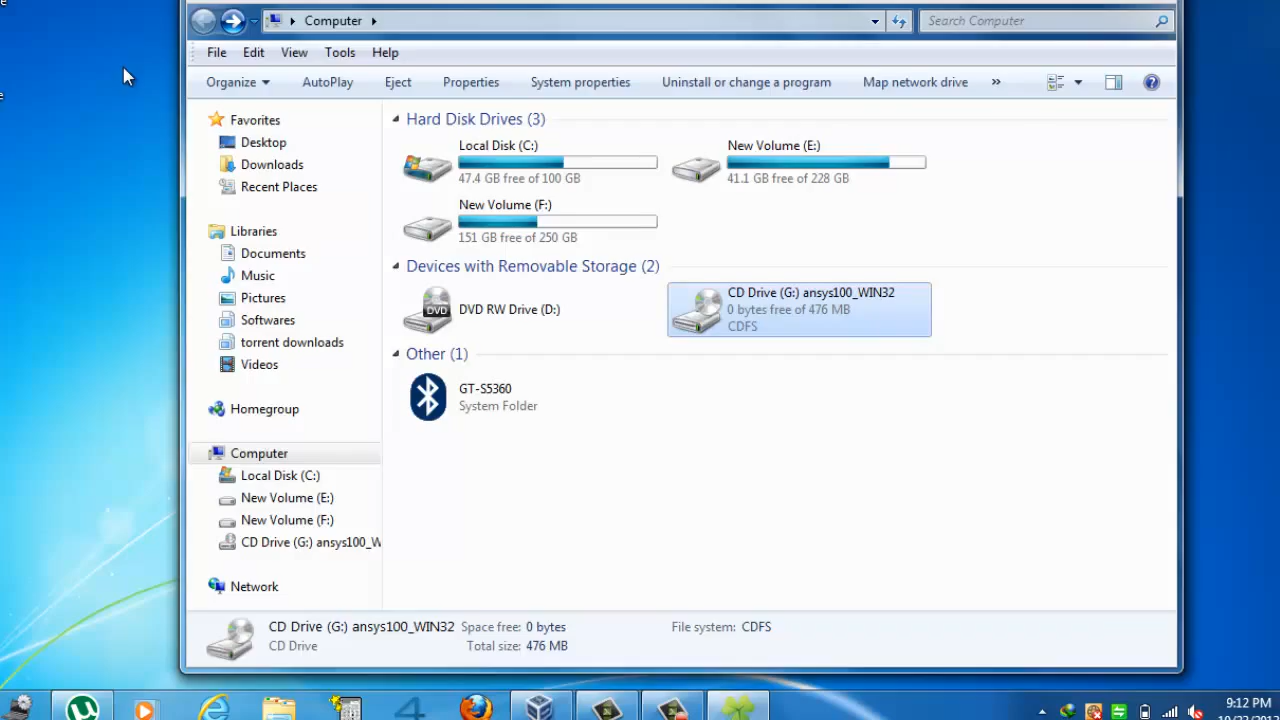 Computer
Search Computer
File Edit View Tools Help
Organize AutoPlay Eject Properties System properties Uninstall or change a program Map network drive »
Favorites
Desktop
Downloads
Recent Places
Libraries
Documents
Music
Pictures
Softwares
torrent downloads
Videos
Homegroup
Computer
Local Disk (C:)
New Volume (E:)
New Volume (F:)
CD Drive (G:) ansys100_W
Network
Hard Disk Drives (3)
Local Disk (C:)
47.4 GB free of 100 GB
New Volume (E:)
41.1 GB free of 228 GB
New Volume (F:)
151 GB free of 250 GB
Devices with Removable Storage (2)
DVD
DVD RW Drive (D:)
CD Drive (G:) ansys100_WIN32
0 bytes free of 476 MB
CDFS
Other (1)
GT-S5360
System Folder
CD Drive (G:) ansys100_WIN32 Space free: 0 bytes File system: CDFS
CD Drive Total size: 476 MB
9:12 PM